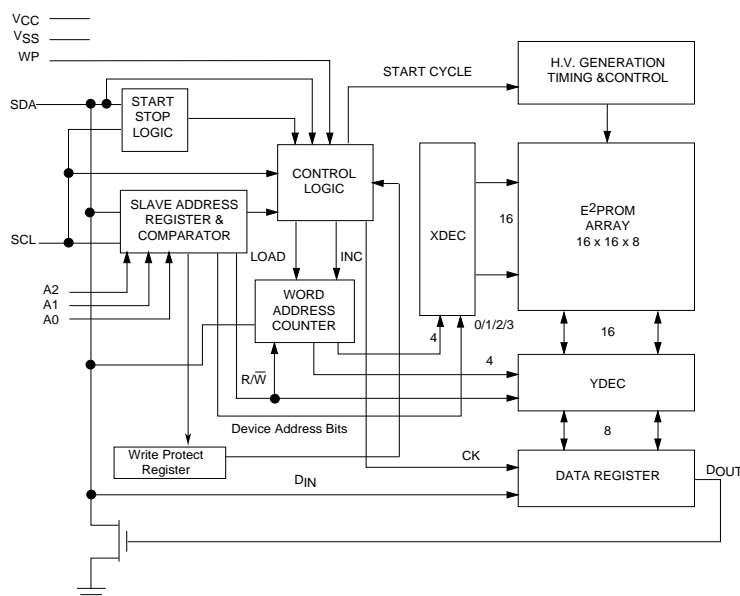 VCC
VSS
WP
SDA
START
STOP
LOGIC
START CYCLE
H.V. GENERATION
TIMING &CONTROL
CONTROL
LOGIC
SLAVE ADDRESS
REGISTER &
COMPARATOR
SCL
A2
A1
A0
LOAD
INC
WORD
ADDRESS
COUNTER
XDEC
16
E2PROM
ARRAY
16 x 16 x 8
0/1/2/3
4
16
4
R/W̅
YDEC
Device Address Bits
8
Write Protect
Register
CK
DIN
DATA REGISTER
DOUT